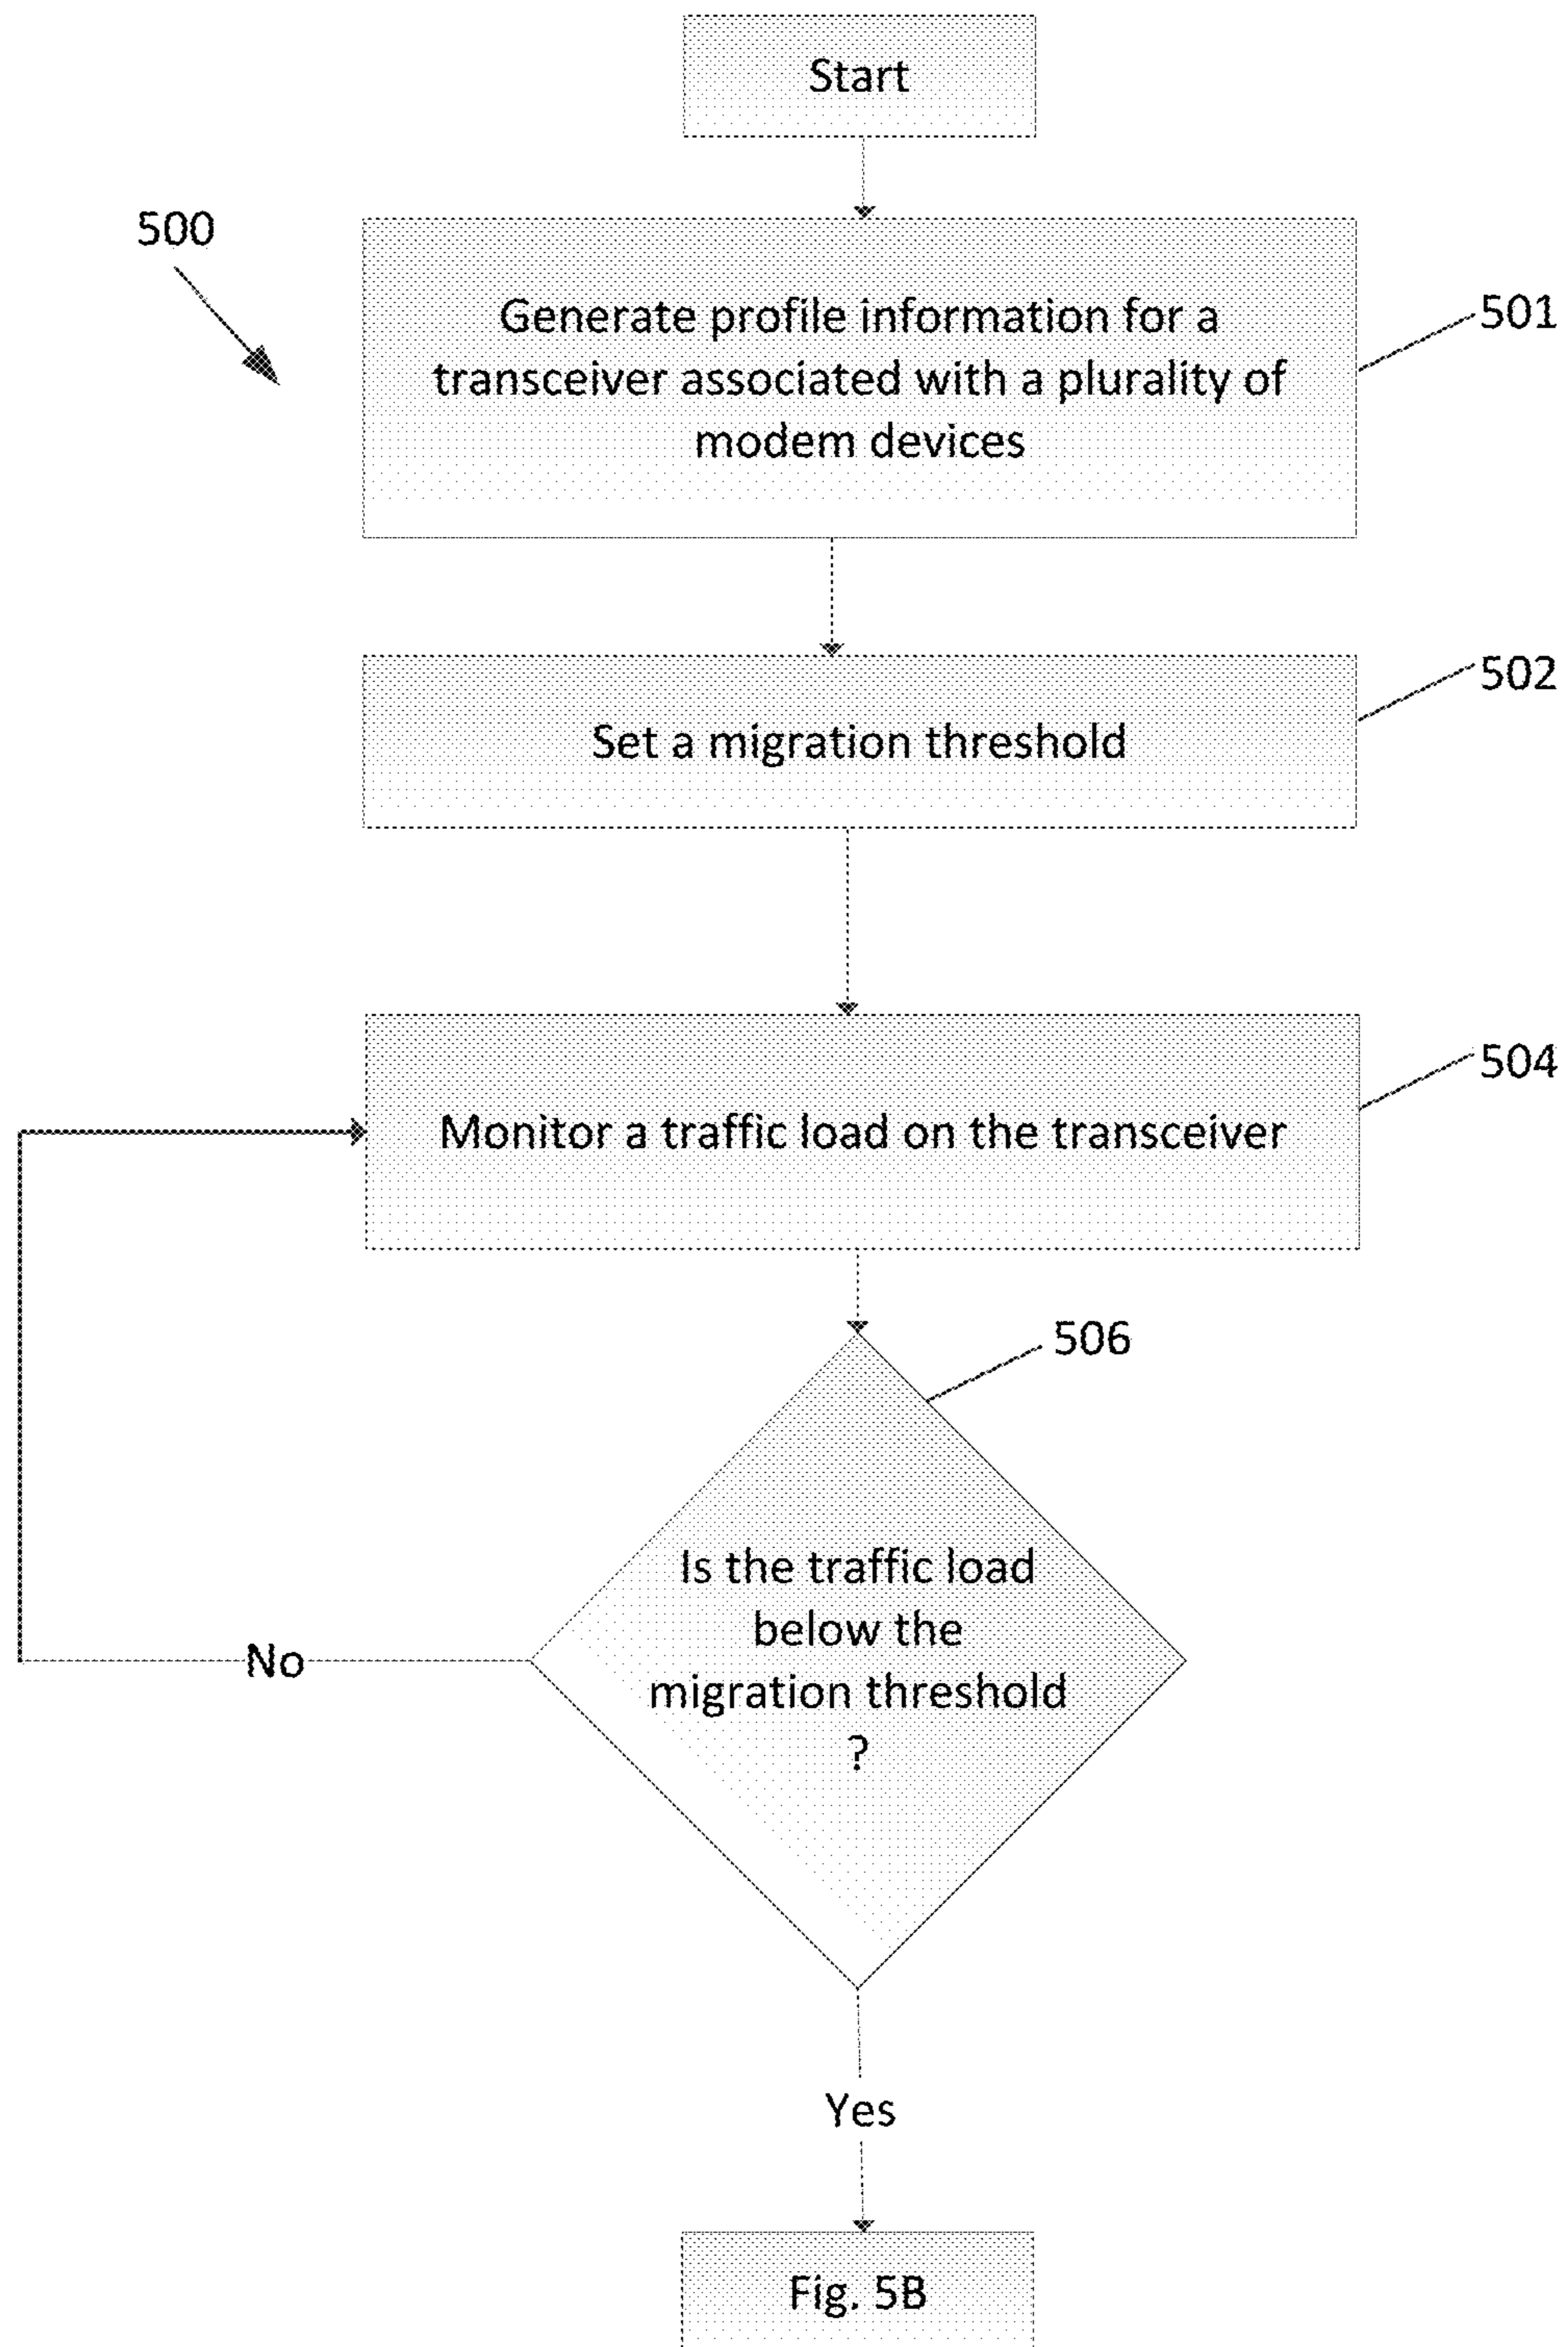 Start
500
Generate profile information for a
transceiver associated with a plurality of
modem devices
501
Set a migration threshold
502
Monitor a traffic load on the transceiver
504
506
Is the traffic load
below the
migration threshold
?
No
Yes
Fig. 5B